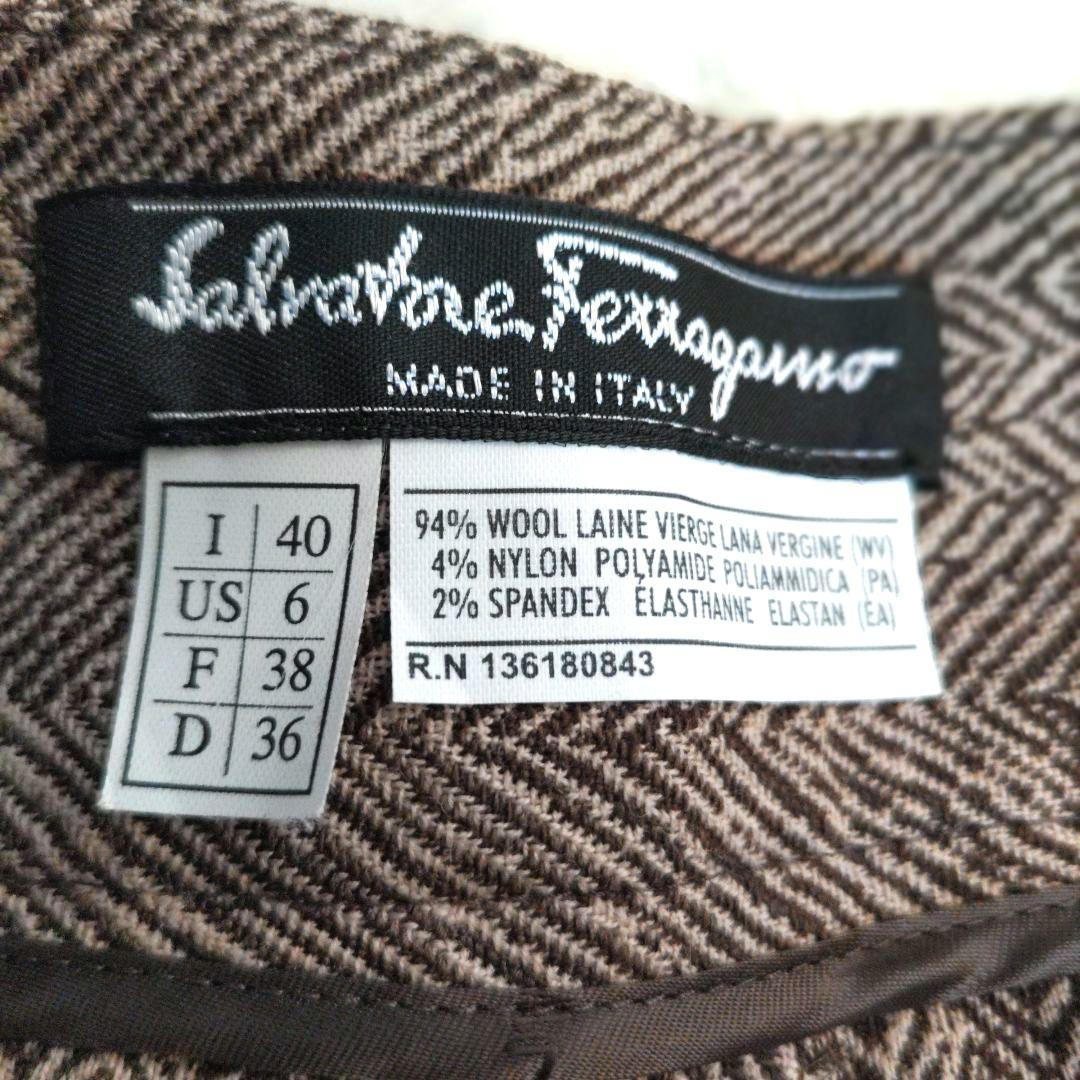 Salvatore Ferragamo
MADE IN ITALY
I 40
US 6
F 38
D 36
94% WOOL LAINE VIERGE LANA VERGINE (WV)
4% NYLON POLYAMIDE POLIAMMIDICA (PA)
2% SPANDEX ELASTHANNE ELASTAN (EA)
R.N 136180843